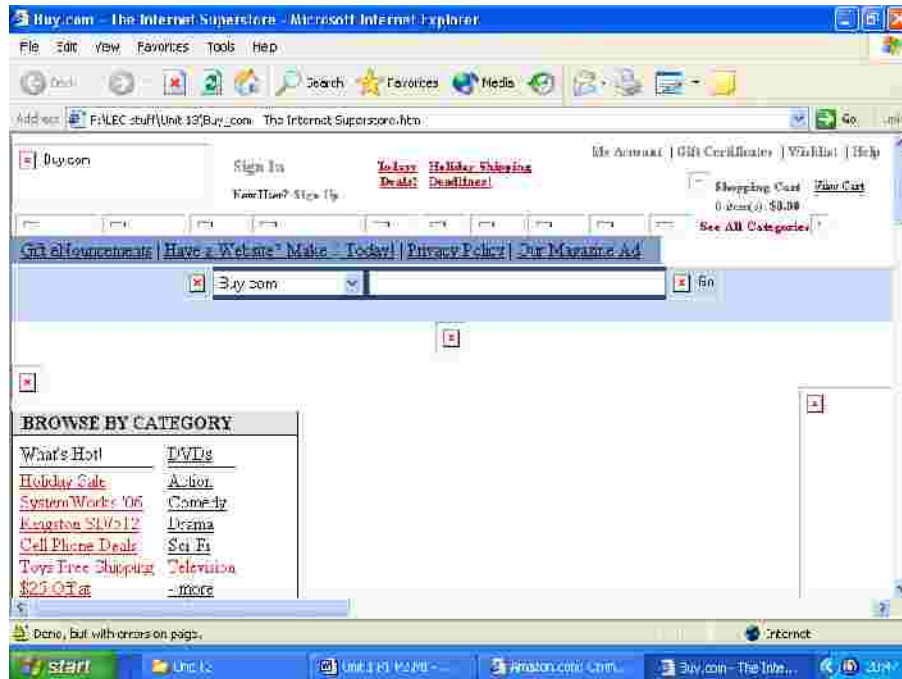 Buy.com - The Internet Superstore - Microsoft Internet Explorer
File Edit View Favorites Tools Help
Back Search Favorites Media
Address F:\LEC stuff\Unit 13\Buy_com - The Internet Superstore.htm Go
My Account | Gift Certificates | Wishlist | Help
Buy.com
Sign In
New User? Sign Up
Todays Deals!
Holiday Shipping Deadlines!
Shopping Cart View Cart
0 item(s): $0.00
See All Categories
Gift | Have a Website? Make Today! | Privacy Policy | Our Magazine Ad
Buy.com Go
BROWSE BY CATEGORY
What's Hot! DVDs
Holiday Sale Action
SystemWorks '06 Comedy
Kingston Drama
Cell Phone Deals Sci Fi
Toys Free Shipping Television
$25 Off at - more
Done, but with errors on page. Internet
start Unit 12 Amazon.com: Buy.com - The Inte... 20:47